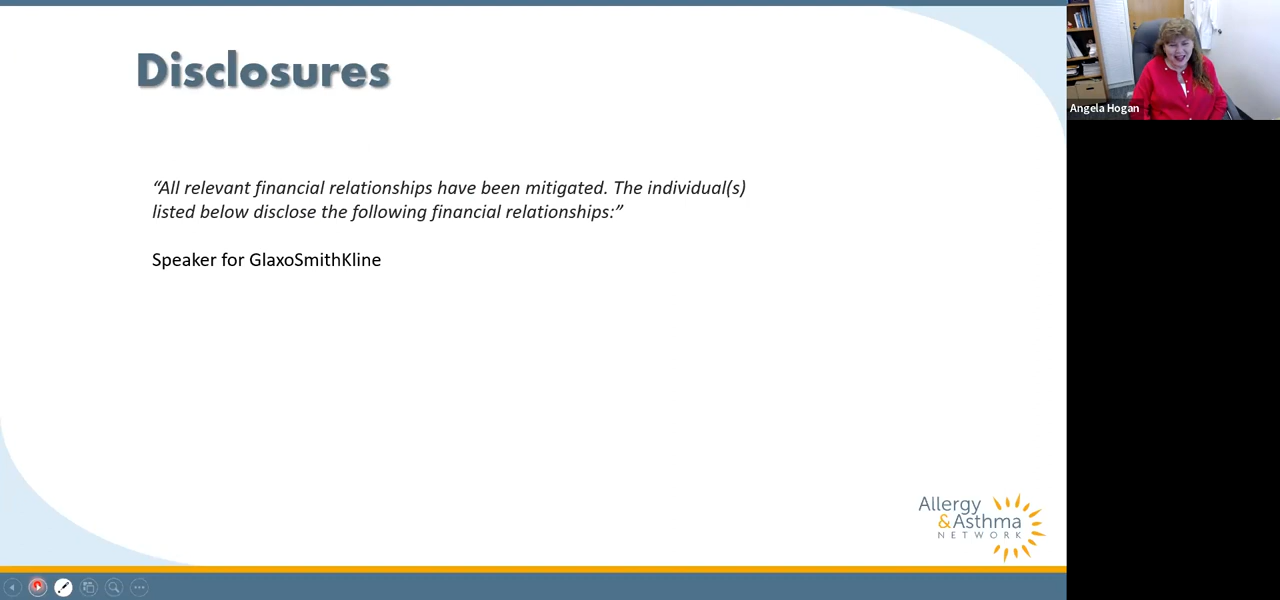 Disclosures
“All relevant financial relationships have been mitigated. The individual(s)
listed below disclose the following financial relationships:”
Speaker for GlaxoSmithKline
Allergy
&Asthma
NETWORK
Angela Hogan